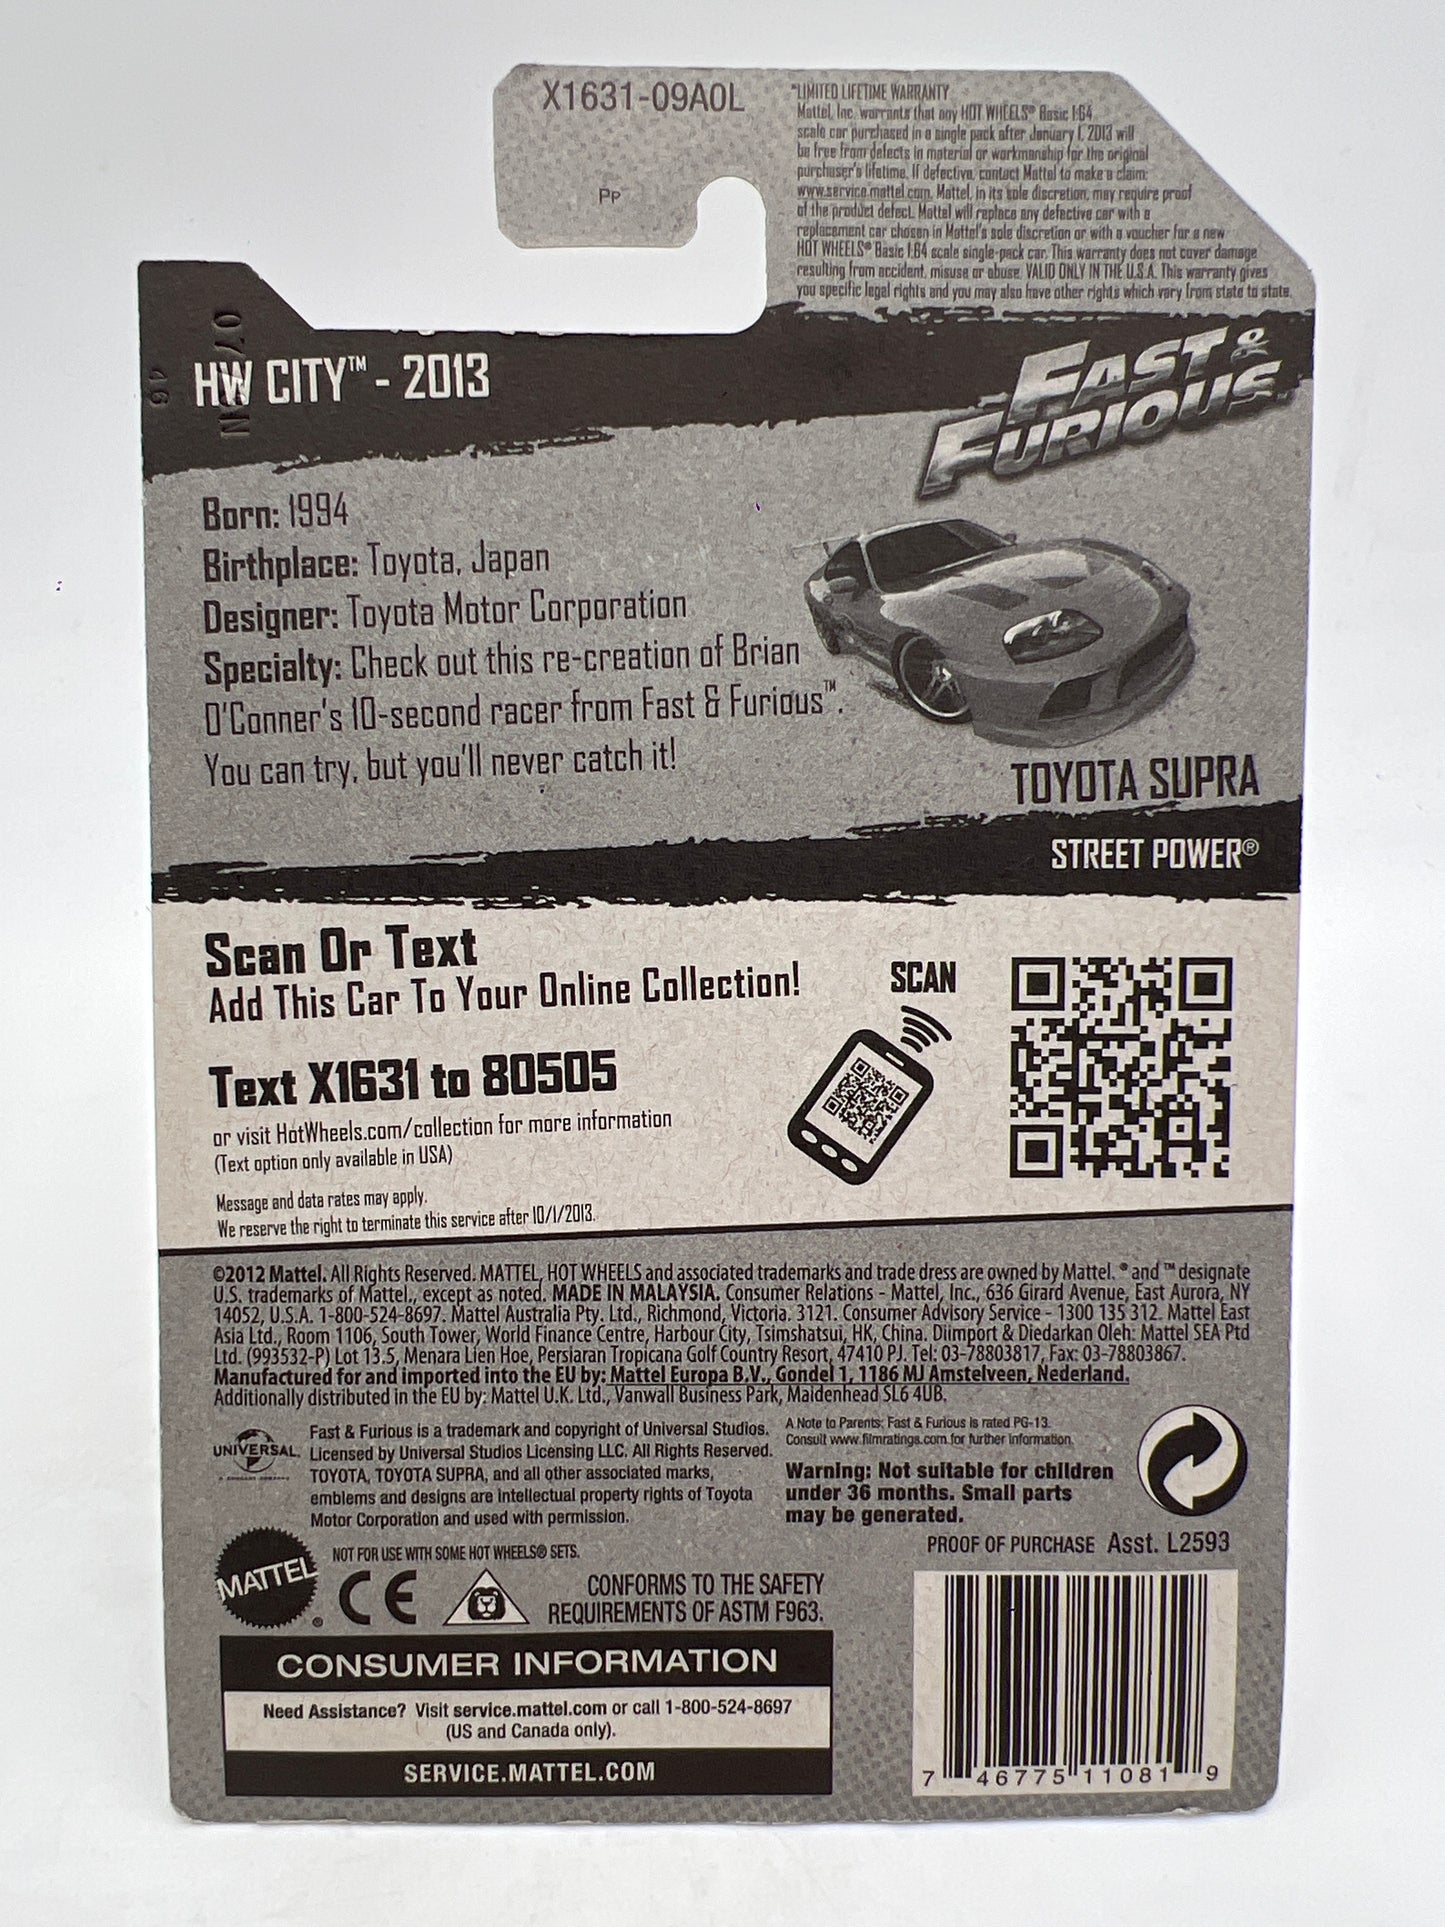 X1631-09A0L
Pp
*LIMITED LIFETIME WARRANTY
Mattel, Inc. warrants that any HOT WHEELS® Basic 1:64
scale car purchased in a single pack after January 1, 2013 will
be free from defects in material or workmanship for the original
purchaser's lifetime. If defective, contact Mattel to make a claim:
www.service.mattel.com. Mattel, in its sole discretion, may require proof
of the product defect. Mattel will replace any defective car with a
replacement car chosen in Mattel's sole discretion or with a voucher for a new
HOT WHEELS® Basic 1:64 scale single-pack car. This warranty does not cover damage
resulting from accident, misuse or abuse. VALID ONLY IN THE U.S.A. This warranty gives
you specific legal rights and you may also have other rights which vary from state to state.
HW CITY™ - 2013
FAST &
FURIOUS
Born: 1994
Birthplace: Toyota, Japan
Designer: Toyota Motor Corporation
Specialty: Check out this re-creation of Brian
O'Conner's 10-second racer from Fast & Furious™.
You can try, but you'll never catch it!
TOYOTA SUPRA
STREET POWER®
Scan Or Text
Add This Car To Your Online Collection!
SCAN
Text X1631 to 80505
or visit HotWheels.com/collection for more information
(Text option only available in USA)
Message and data rates may apply.
We reserve the right to terminate this service after 10/1/2013.
©2012 Mattel. All Rights Reserved. MATTEL, HOT WHEELS and associated trademarks and trade dress are owned by Mattel. ® and ™ designate
U.S. trademarks of Mattel., except as noted. MADE IN MALAYSIA. Consumer Relations - Mattel, Inc., 636 Girard Avenue, East Aurora, NY
14052, U.S.A. 1-800-524-8697. Mattel Australia Pty. Ltd., Richmond, Victoria. 3121. Consumer Advisory Service - 1300 135 312. Mattel East
Asia Ltd., Room 1106, South Tower, World Finance Centre, Harbour City, Tsimshatsui, HK, China. Diimport & Diedarkan Oleh: Mattel SEA Ptd
Ltd. (993532-P) Lot 13.5, Menara Lien Hoe, Persiaran Tropicana Golf Country Resort, 47410 PJ. Tel: 03-78803817, Fax: 03-78803867.
Manufactured for and imported into the EU by: Mattel Europa B.V., Gondel 1, 1186 MJ Amstelveen, Nederland.
Additionally distributed in the EU by: Mattel U.K. Ltd., Vanwall Business Park, Maidenhead SL6 4UB.
UNIVERSAL
Fast & Furious is a trademark and copyright of Universal Studios.
Licensed by Universal Studios Licensing LLC. All Rights Reserved.
TOYOTA, TOYOTA SUPRA, and all other associated marks,
emblems and designs are intellectual property rights of Toyota
Motor Corporation and used with permission.
A Note to Parents: Fast & Furious is rated PG-13.
Consult www.filmratings.com for further information.
Warning: Not suitable for children
under 36 months. Small parts
may be generated.
PROOF OF PURCHASE Asst. L2593
MATTEL®
NOT FOR USE WITH SOME HOT WHEELS® SETS.
CE
CONFORMS TO THE SAFETY
REQUIREMENTS OF ASTM F963.
CONSUMER INFORMATION
Need Assistance? Visit service.mattel.com or call 1-800-524-8697
(US and Canada only).
SERVICE.MATTEL.COM
7 46775 11081 9